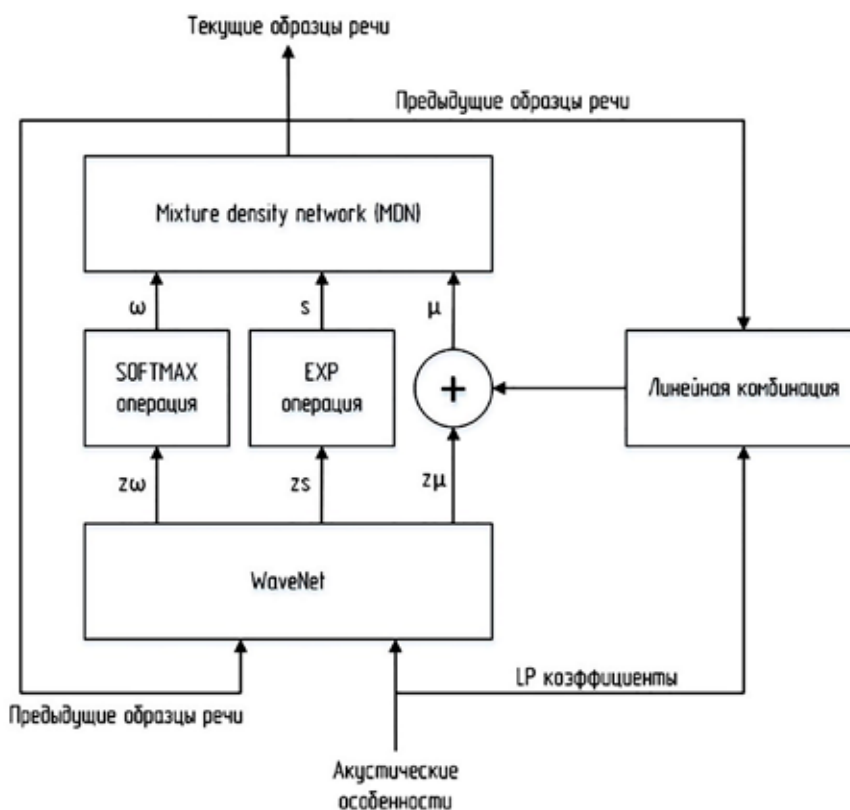 Текущие образцы речи
Предыдущие образцы речи
Mixture density network (MDN)
ω
s
μ
SOFTMAX
операция
EXP
операция
+
Линейная комбинация
zω
zs
zμ
WaveNet
LP коэффициенты
Предыдущие образцы речи
Акустические
особенности